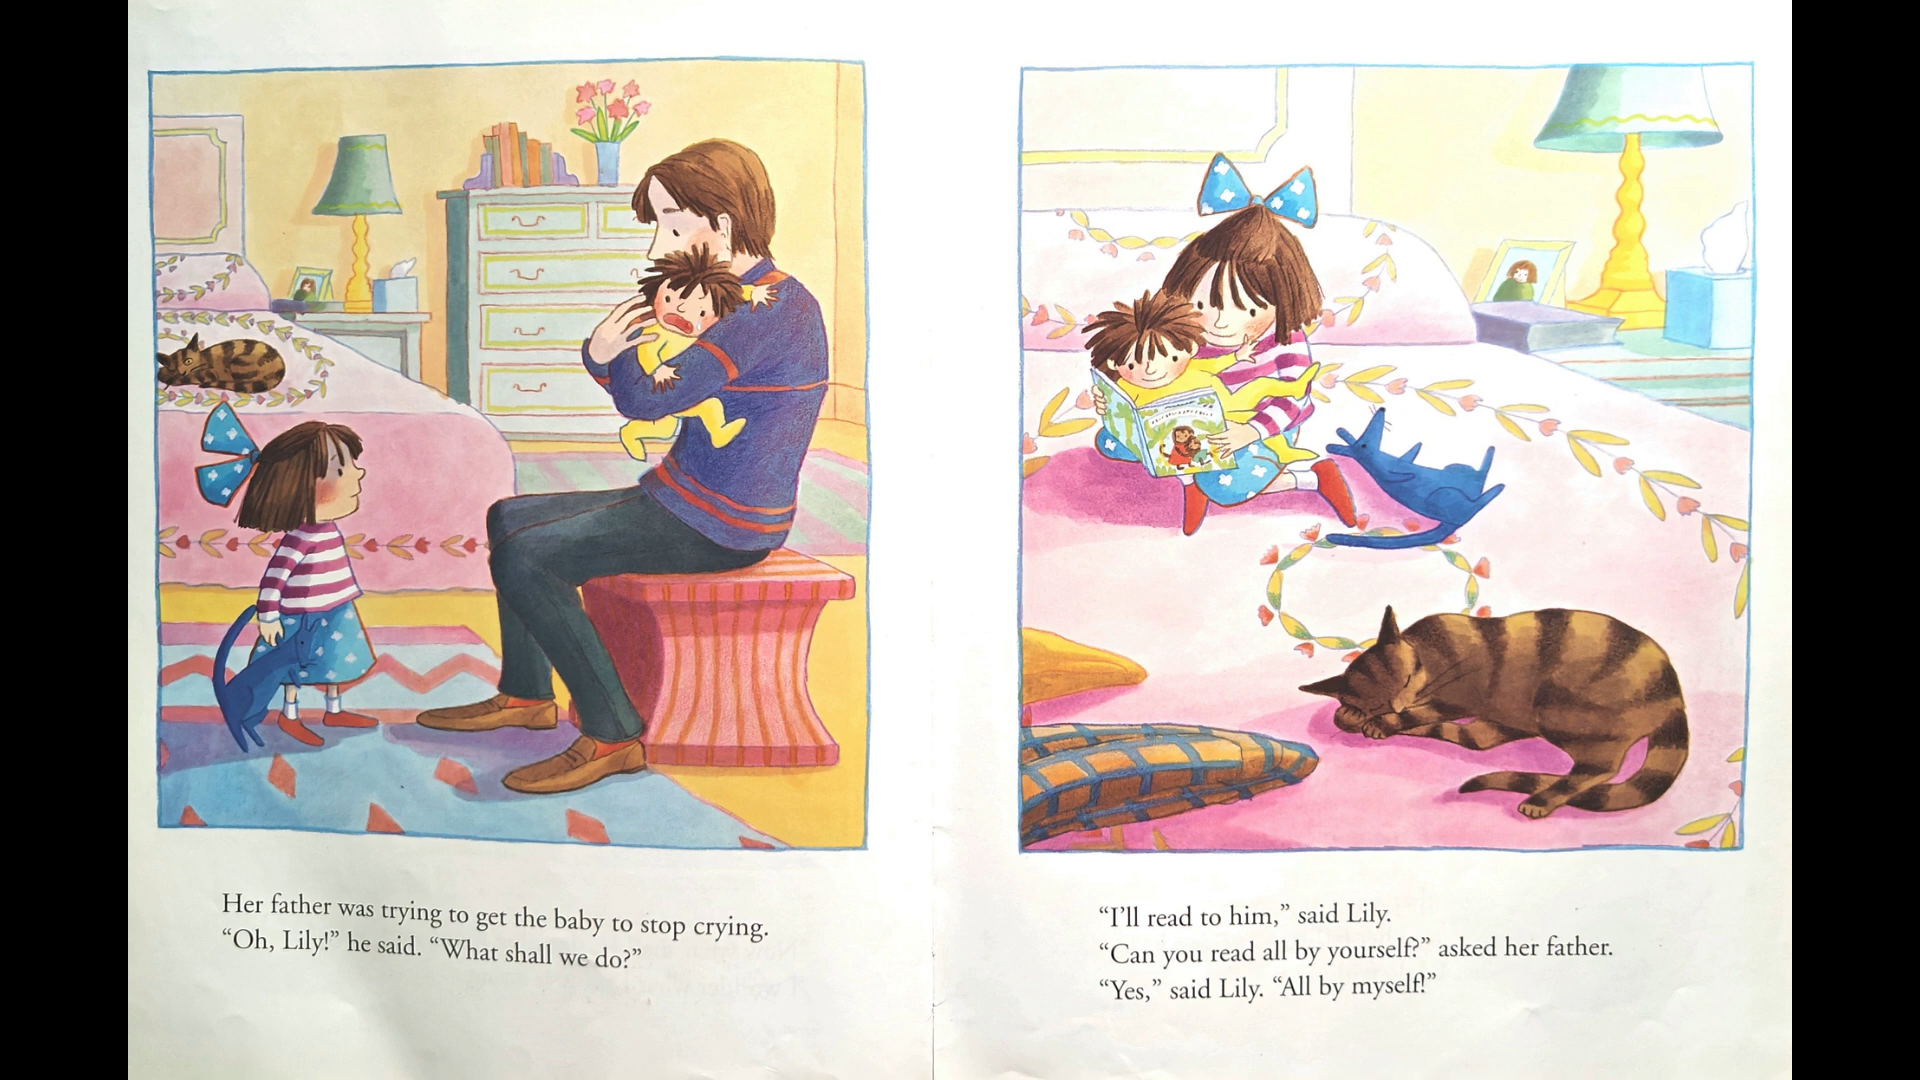 Her father was trying to get the baby to stop crying.
“Oh, Lily!” he said. “What shall we do?”
“I’ll read to him,” said Lily.
“Can you read all by yourself?” asked her father.
“Yes,” said Lily. “All by myself!”